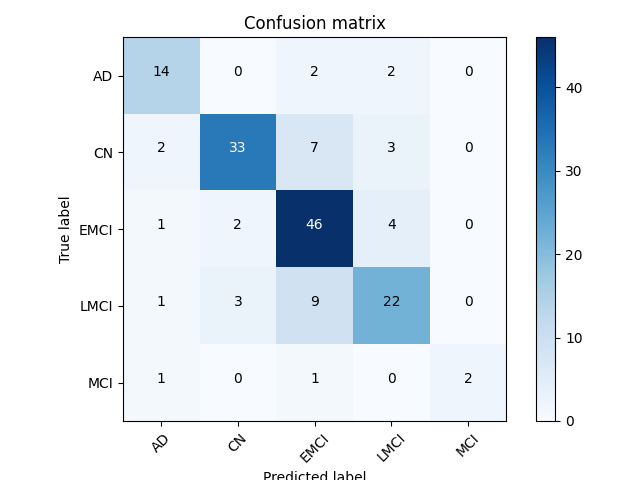 Confusion matrix
AD 14 0 2 2 0
CN 2 33 7 3 0
EMCI 1 2 46 4 0
LMCI 1 3 9 22 0
MCI 1 0 1 0 2
AD CN EMCI LMCI MCI
True label
Predicted label
40
30
20
10
0